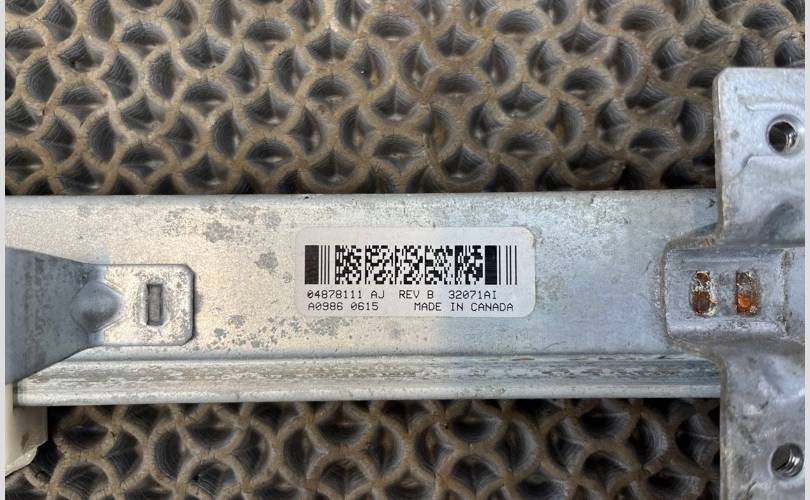 04878111 AJ REV B 32071AI
A0986 0615 MADE IN CANADA